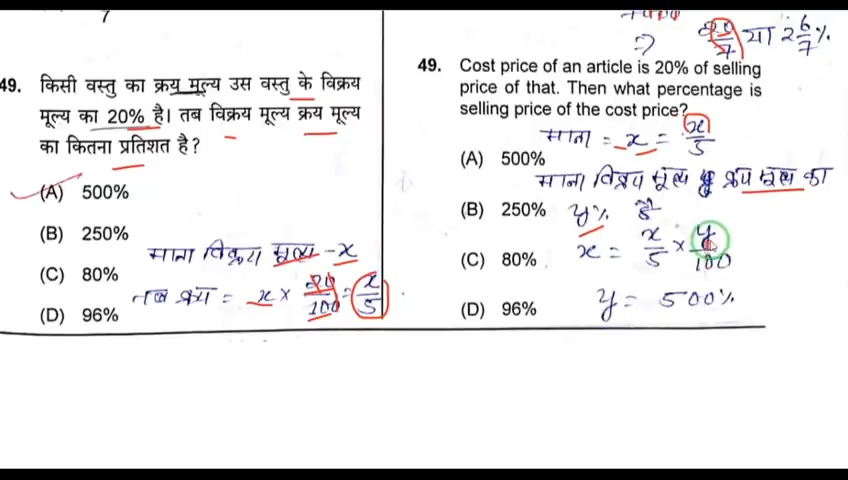 7
49. किसी वस्तु का क्रय मूल्य उस वस्तु के विक्रय
मूल्य का 20% है। तब विक्रय मूल्य क्रय मूल्य
का कितना प्रतिशत है?
(A) 500%
(B) 250%
माना विक्रय मूल्य - x
(C) 80%
तब क्रय = x × 20/100 = x/5
(D) 96%
⇒ 20/7 या 2 6/7 %
49. Cost price of an article is 20% of selling
price of that. Then what percentage is
selling price of the cost price?
माना = x = x/5
(A) 500%
माना विक्रय मूल्य क्रय मूल्य का
(B) 250% y% है
x = x/5 × y/100
(C) 80%
y = 500%
(D) 96%